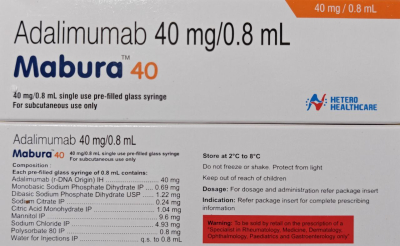 40 mg / 0.8 mL
Adalimumab 40 mg/0.8 mL
Mabura™ 40
40 mg/0.8 mL single use pre-filled glass syringe
For subcutaneous use only
HETERO
HEALTHCARE
Adalimumab 40 mg/0.8 mL
Mabura™ 40 40 mg/0.8 mL single use pre-filled glass syringe
For subcutaneous use only
Composition :
Each pre-filled glass syringe of 0.8 mL contains:
Adalimumab (r-DNA Origin) IH ---- 40 mg
Monobasic Sodium Phosphate Dihydrate IP ---- 0.69 mg
Dibasic Sodium Phosphate Dihydrate USP ---- 1.22 mg
Sodium Citrate IP ---- 0.24 mg
Citric Acid Monohydrate IP ---- 1.04 mg
Mannitol IP ---- 9.6 mg
Sodium Chloride IP ---- 4.93 mg
Polysorbate 80 IP ---- 0.8 mg
Water for Injections IP ---- q.s. to 0.8 mL
Store at 2°C to 8°C
Do not freeze or shake. Protect from light
Keep out of reach of children
Dosage: For dosage and administration refer package insert
Indication: Refer package insert for complete prescribing
information
Warning: To be sold by retail on the prescription of a
"Specialist in Rheumatology, Medicine, Dermatology,
Ophthalmology, Paediatrics and Gastroenterology only"